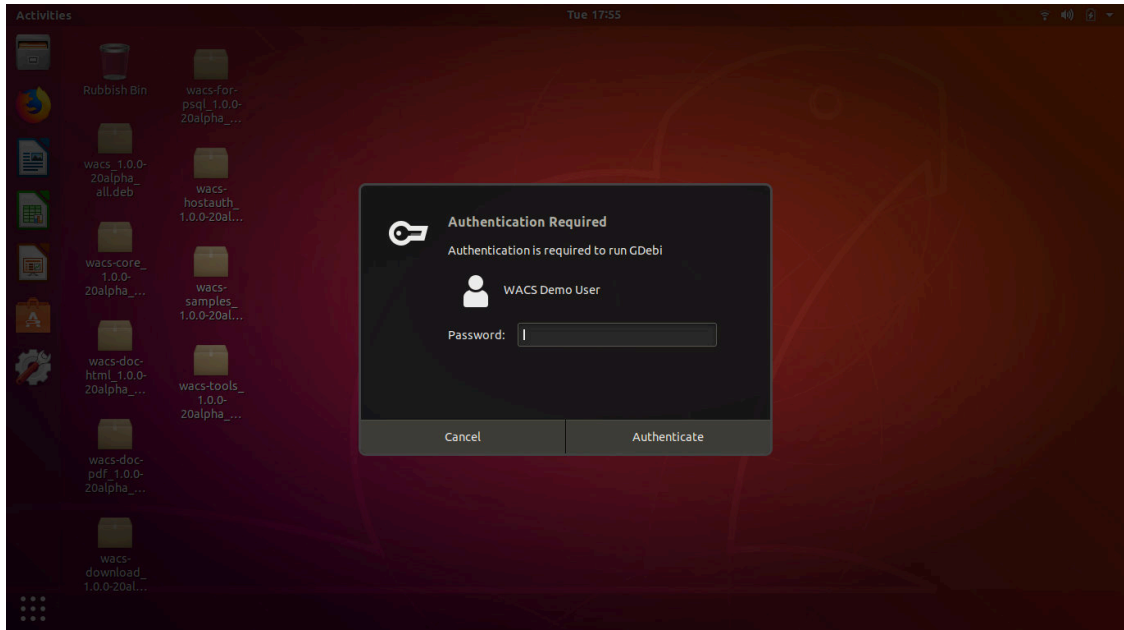 Activities
Tue 17:55
Rubbish Bin
wacs-for-
psql_1.0.0-
20alpha_...
wacs_1.0.0-
20alpha_
all.deb
wacs-
hostauth_
1.0.0-20al...
wacs-core_
1.0.0-
20alpha_...
wacs-
samples_
1.0.0-20al...
wacs-doc-
html_1.0.0-
20alpha_...
wacs-tools_
1.0.0-
20alpha_...
wacs-doc-
pdf_1.0.0-
20alpha_...
wacs-
download_
1.0.0-20al...
Authentication Required
Authentication is required to run GDebi
WACS Demo User
Password:
Cancel
Authenticate